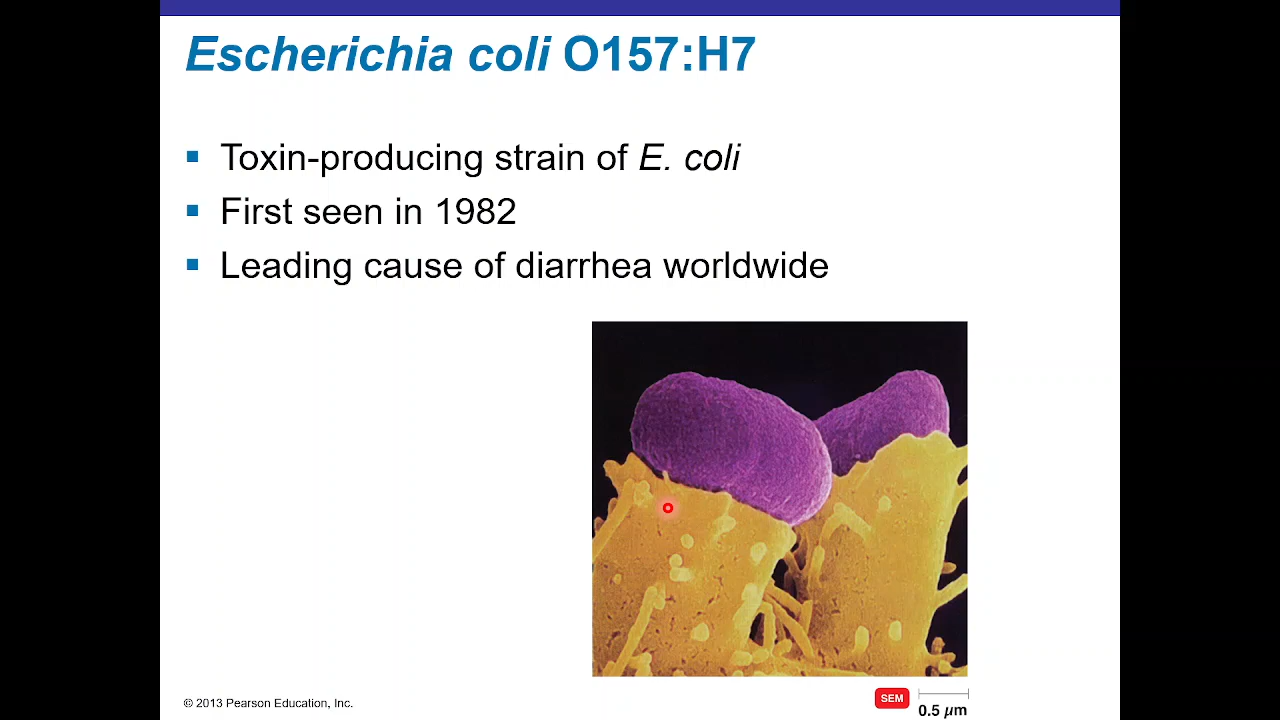 Escherichia coli O157:H7
Toxin-producing strain of E. coli
First seen in 1982
Leading cause of diarrhea worldwide
© 2013 Pearson Education, Inc.
SEM
0.5 μm